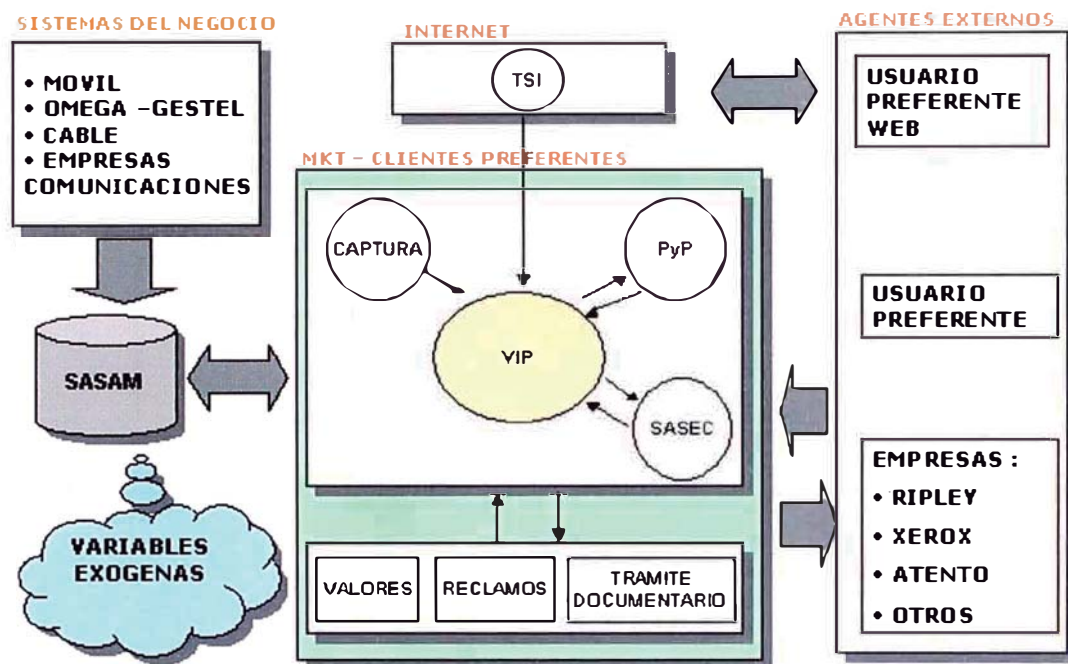 SISTEMAS DEL NEGOCIO
• MOVIL
• OMEGA -GESTEL
• CABLE
• EMPRESAS
COMUNICACIONES
SASAM
VARIABLES
EXOGENAS
INTERNET
TSI
MKT - CLIENTES PREFERENTES
CAPTURA
PyP
VIP
SASEC
VALORES
RECLAMOS
TRAMITE
DOCUMENTARIO
AGENTES EXTERNOS
USUARIO
PREFERENTE
WEB
USUARIO
PREFERENTE
EMPRESAS :
• RIPLEY
• XEROX
• ATENTO
• OTROS